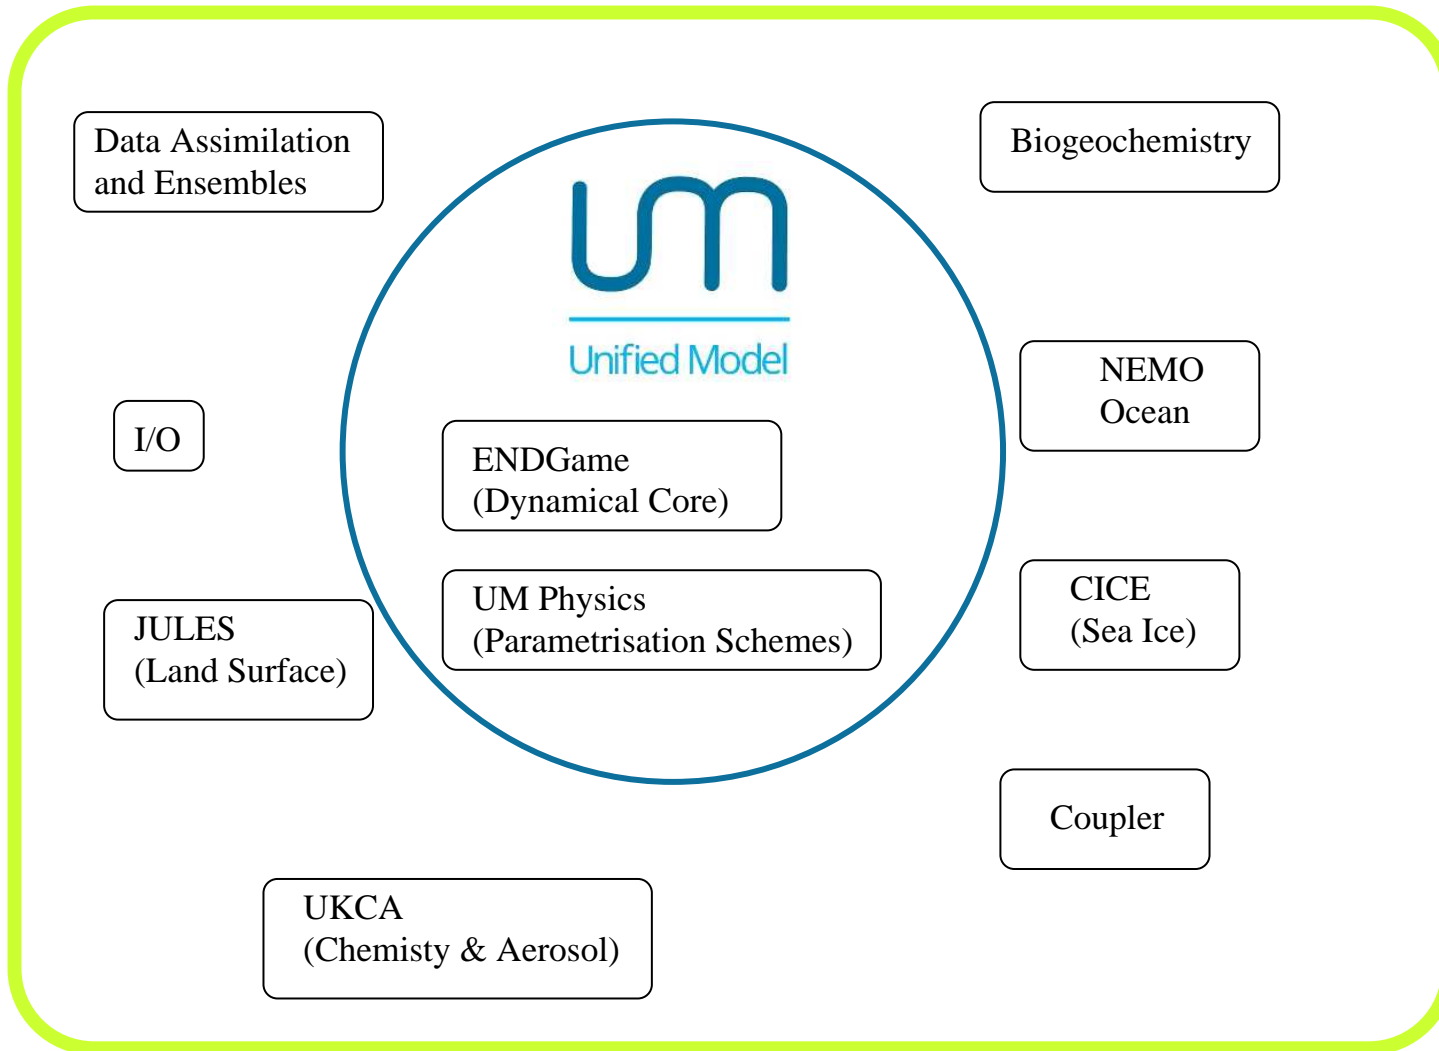 Data Assimilation
and Ensembles
Biogeochemistry
um
Unified Model
NEMO
Ocean
I/O
ENDGame
(Dynamical Core)
UM Physics
(Parametrisation Schemes)
CICE
(Sea Ice)
JULES
(Land Surface)
Coupler
UKCA
(Chemisty & Aerosol)